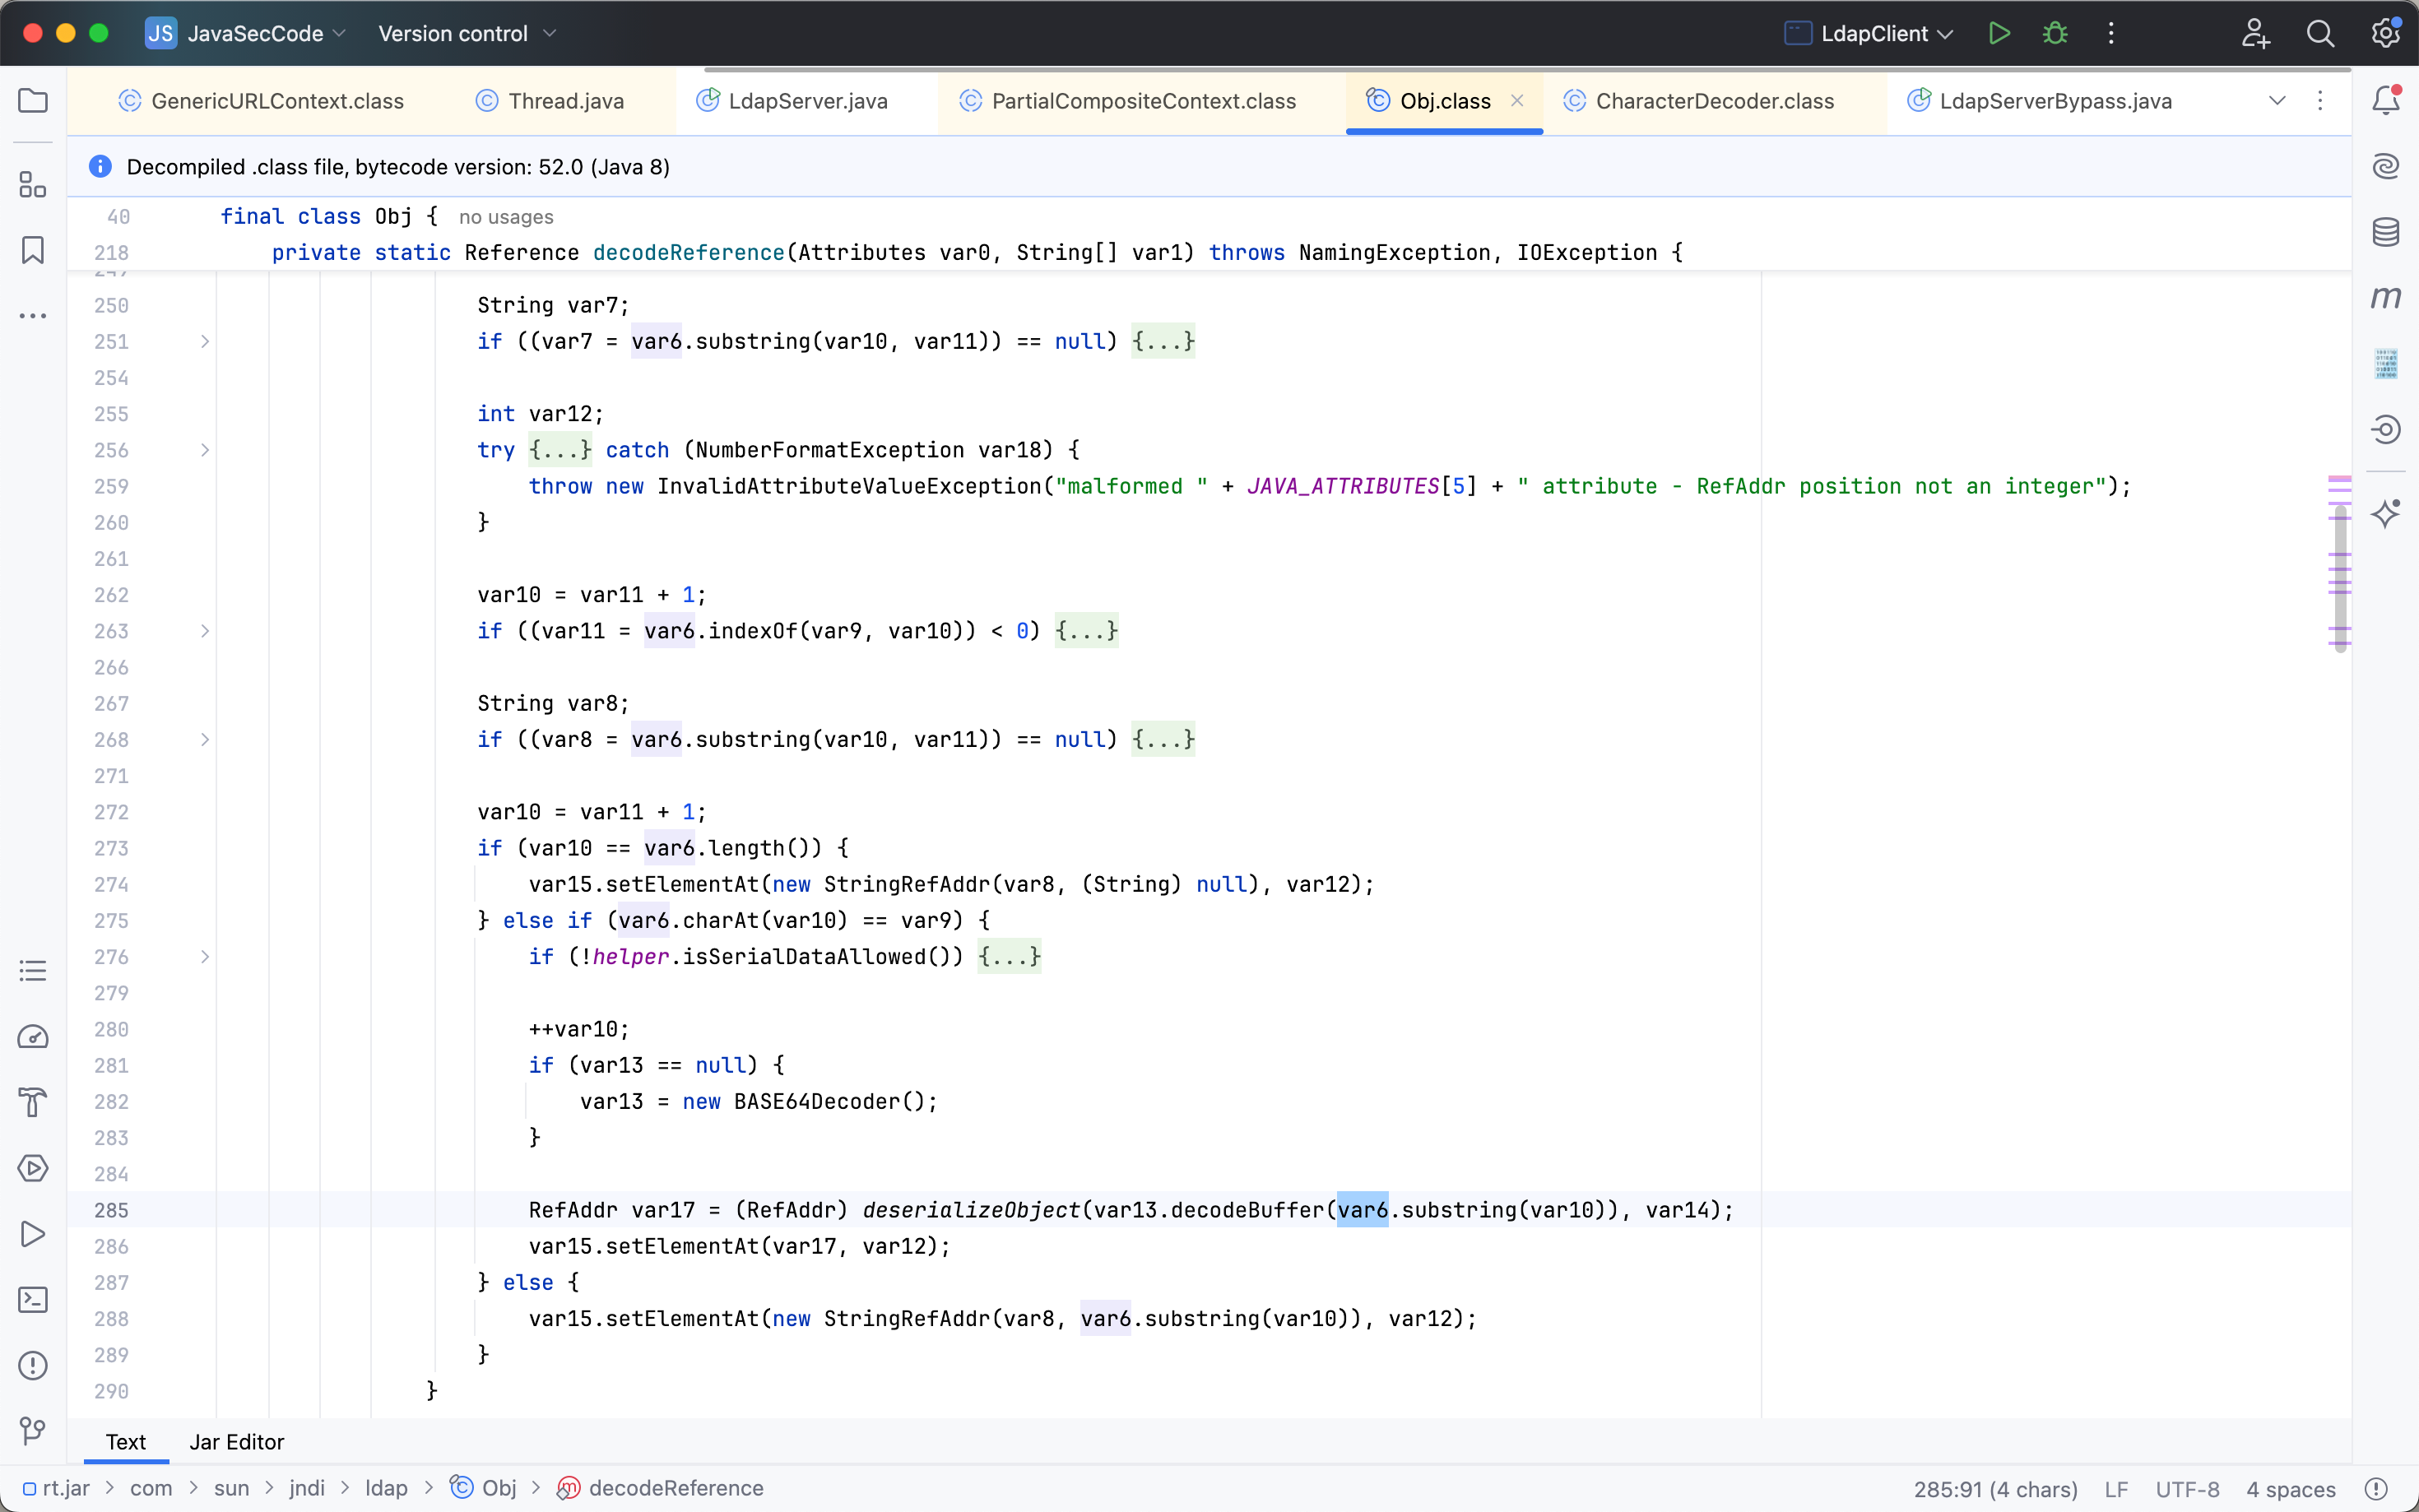 JS JavaSecCode Version control LdapClient
GenericURLContext.class Thread.java LdapServer.java PartialCompositeContext.class Obj.class CharacterDecoder.class LdapServerBypass.java
Decompiled .class file, bytecode version: 52.0 (Java 8)
40 final class Obj { no usages
218 private static Reference decodeReference(Attributes var0, String[] var1) throws NamingException, IOException {
250 String var7;
251 if ((var7 = var6.substring(var10, var11)) == null) {...}
254
255 int var12;
256 try {...} catch (NumberFormatException var18) {
259 throw new InvalidAttributeValueException("malformed " + JAVA_ATTRIBUTES[5] + " attribute - RefAddr position not an integer");
260 }
261
262 var10 = var11 + 1;
263 if ((var11 = var6.indexOf(var9, var10)) < 0) {...}
266
267 String var8;
268 if ((var8 = var6.substring(var10, var11)) == null) {...}
271
272 var10 = var11 + 1;
273 if (var10 == var6.length()) {
274 var15.setElementAt(new StringRefAddr(var8, (String) null), var12);
275 } else if (var6.charAt(var10) == var9) {
276 if (!helper.isSerialDataAllowed()) {...}
279
280 ++var10;
281 if (var13 == null) {
282 var13 = new BASE64Decoder();
283 }
284
285 RefAddr var17 = (RefAddr) deserializeObject(var13.decodeBuffer(var6.substring(var10)), var14);
286 var15.setElementAt(var17, var12);
287 } else {
288 var15.setElementAt(new StringRefAddr(var8, var6.substring(var10)), var12);
289 }
290 }
Text Jar Editor
rt.jar > com > sun > jndi > ldap > Obj > decodeReference 285:91 (4 chars) LF UTF-8 4 spaces